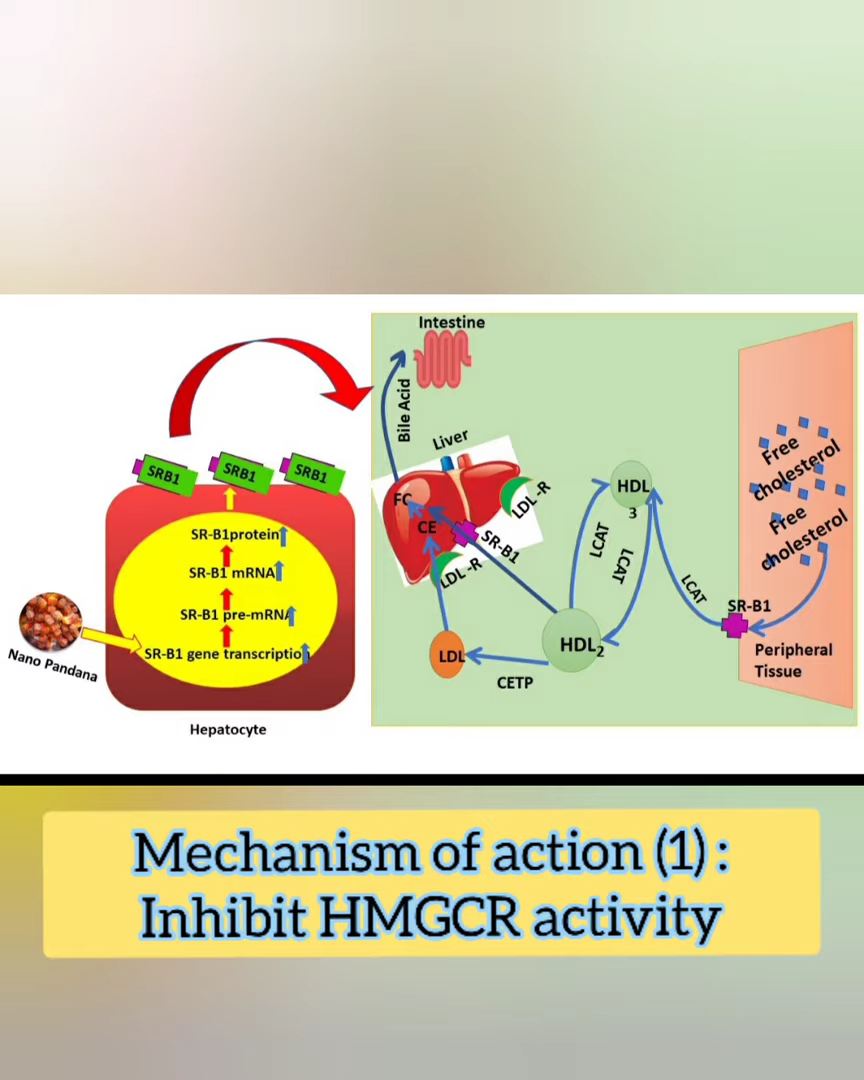 Intestine
Bile Acid
Liver
FC
CE
SR-B1
LDL-R
LDL -R
HDL
3
LCAT
LCAT
LCAT
Free
cholesterol
Free
cholesterol
SR-B1
Peripheral
Tissue
HDL2
LDL
CETP
SRB1
SRB1
SRB1
SR-B1protein
SR-B1 mRNA
SR-B1 pre-mRNA
SR-B1 gene transcription
Nano Pandana
Hepatocyte
Mechanism of action (1) :
Inhibit HMGCR activity